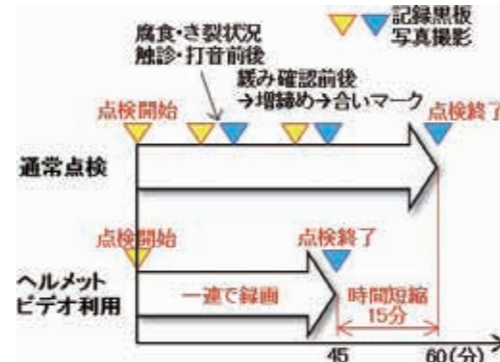 記録黒板
写真撮影
腐食・き裂状況
触診・打音前後
緩み確認前後
→増締め→合いマーク
点検開始
点検終了
通常点検
点検開始
点検終了
ヘルメット
ビデオ利用
一連で録画
時間短縮
15分
45
60(分)